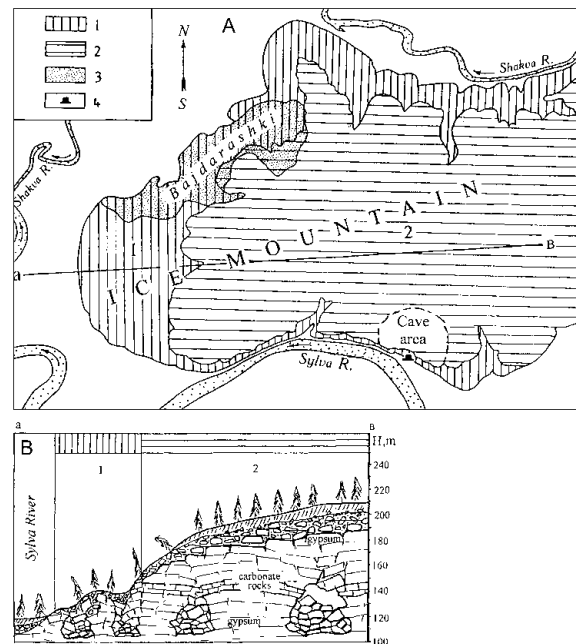 1
2
3
4
N
S
A
Shakva R.
Shakva R.
Bajdarashki
ICE MOUNTAIN
1
2
a
B
Cave
area
Sylva R.
a
B
B
H,m
Sylva River
1
2
240
220
200
180
160
140
120
100
gypsum
carbonate
rocks
gypsum